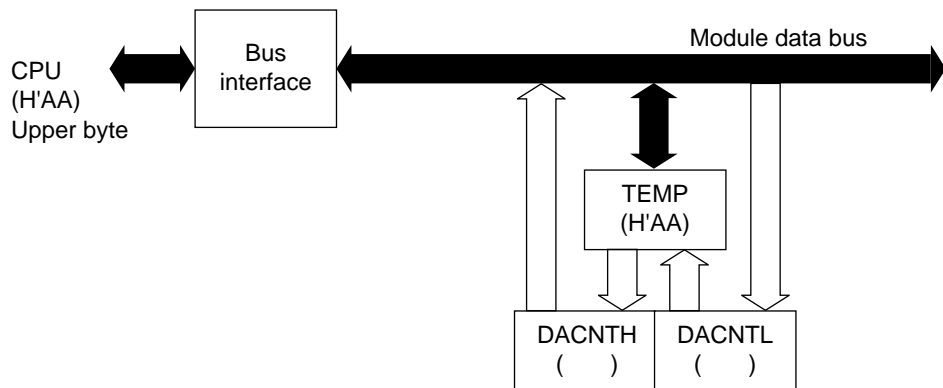 Module data bus
CPU
(H'AA)
Upper byte
Bus
interface
TEMP
(H'AA)
DACNTH
( )
DACNTL
( )